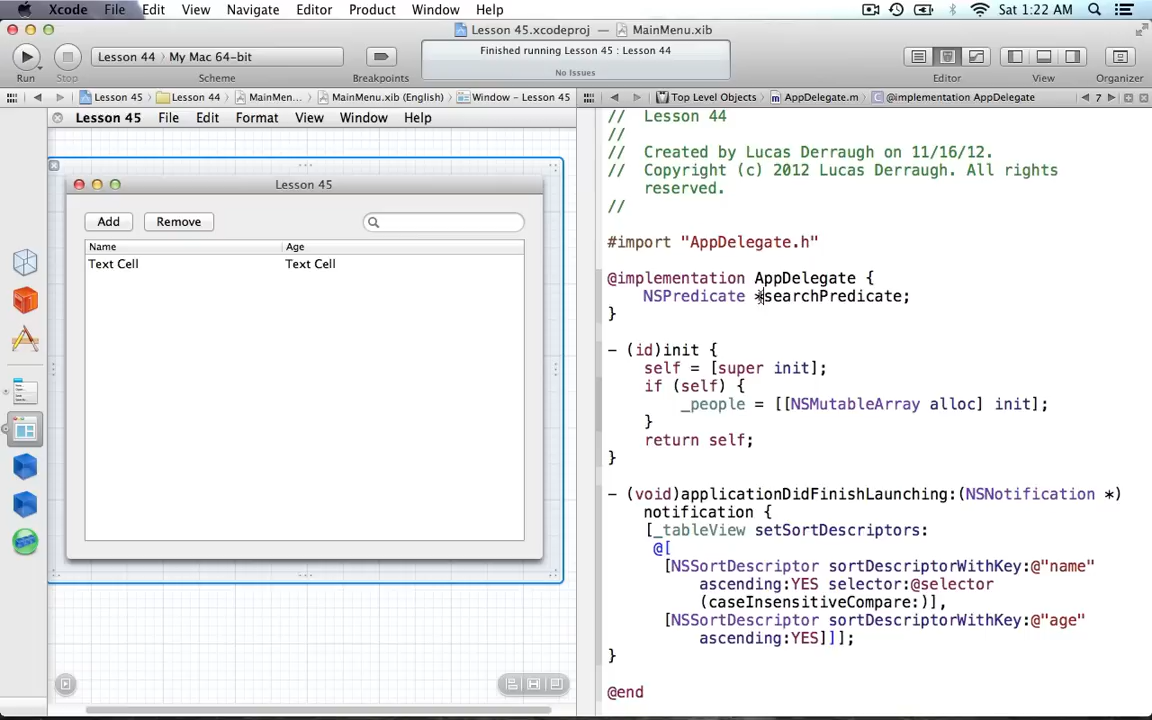 Xcode File Edit View Navigate Editor Product Window Help Sat 1:22 AM
Lesson 45.xcodeproj — MainMenu.xib
Lesson 44 〉 My Mac 64-bit
Finished running Lesson 45 : Lesson 44
No Issues
Run Stop Scheme Breakpoints Editor View Organizer
Lesson 45 Lesson 44 MainMen... MainMenu.xib (English) Window – Lesson 45
Top Level Objects AppDelegate.m @implementation AppDelegate 7
Lesson 45 File Edit Format View Window Help
Lesson 45
Add Remove
Name Age
Text Cell Text Cell
// Lesson 44
//
// Created by Lucas Derraugh on 11/16/12.
// Copyright (c) 2012 Lucas Derraugh. All rights
reserved.
//
#import "AppDelegate.h"
@implementation AppDelegate {
NSPredicate *searchPredicate;
}
– (id)init {
self = [super init];
if (self) {
_people = [[NSMutableArray alloc] init];
}
return self;
}
– (void)applicationDidFinishLaunching:(NSNotification *)
notification {
[_tableView setSortDescriptors:
@[
[NSSortDescriptor sortDescriptorWithKey:@"name"
ascending:YES selector:@selector
(caseInsensitiveCompare:)],
[NSSortDescriptor sortDescriptorWithKey:@"age"
ascending:YES]]];
}
@end